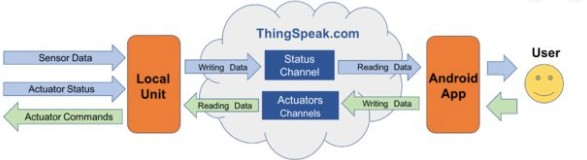 ThingSpeak.com
Sensor Data
Actuator Status
Actuator Commands
Local
Unit
Writing Data
Reading Data
Status
Channel
Actuators
Channels
Reading Data
Writing Data
Android
App
User